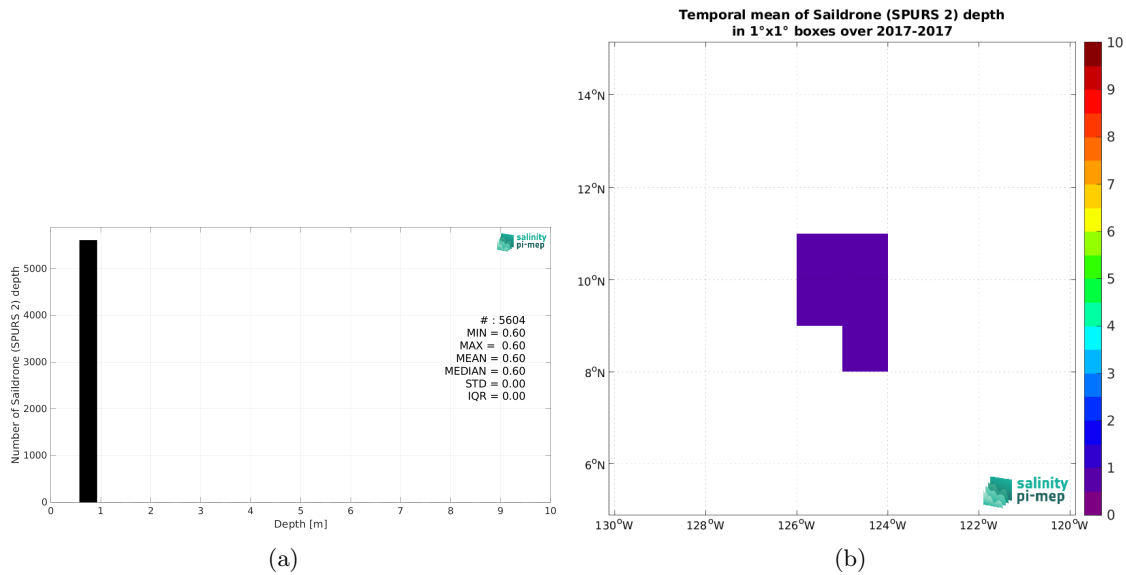 Temporal mean of Saildrone (SPURS 2) depth
in 1°x1° boxes over 2017-2017
Number of Saildrone (SPURS 2) depth
5000
4000
3000
2000
1000
0
salinity
pi-mep
# : 5604
MIN = 0.60
MAX = 0.60
MEAN = 0.60
MEDIAN = 0.60
STD = 0.00
IQR = 0.00
0 1 2 3 4 5 6 7 8 9 10
Depth [m]
(a)
14°N
12°N
10°N
8°N
6°N
130°W 128°W 126°W 124°W 122°W 120°W
salinity
pi-mep
10
9
8
7
6
5
4
3
2
1
0
(b)